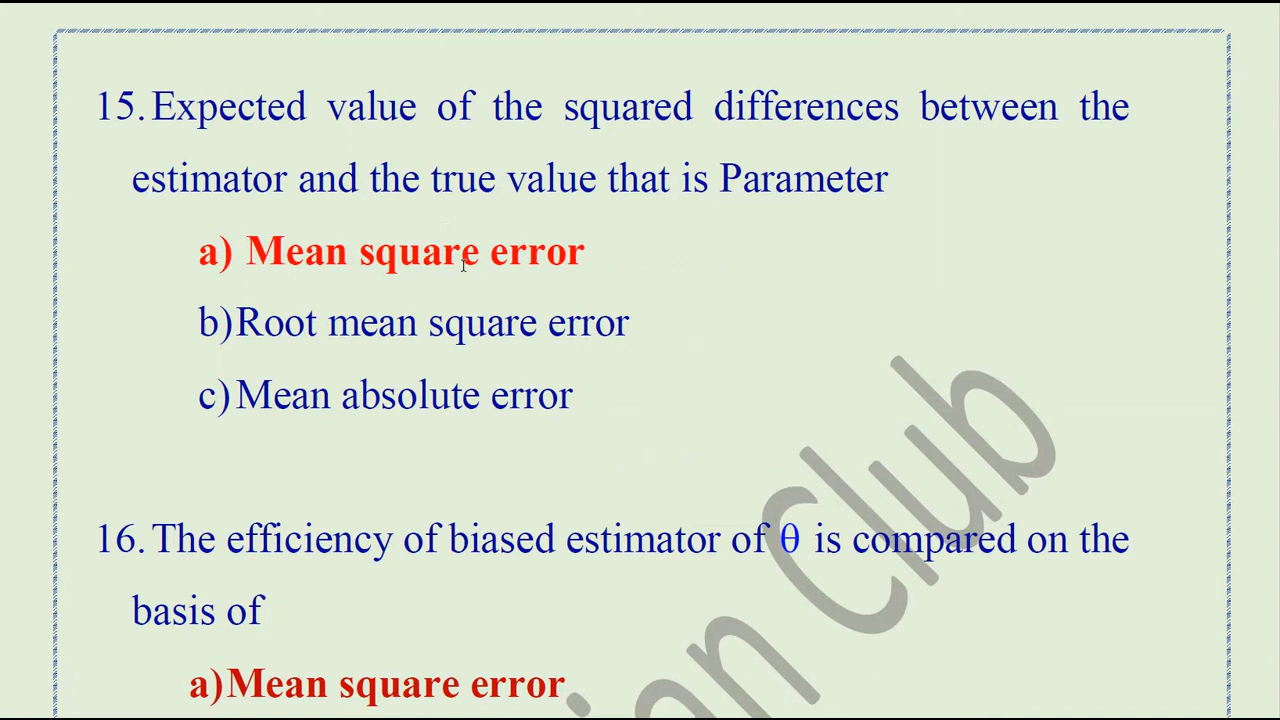 15. Expected value of the squared differences between the
estimator and the true value that is Parameter
a) Mean square error
b) Root mean square error
c) Mean absolute error
16. The efficiency of biased estimator of θ is compared on the
basis of
a) Mean square error
Club